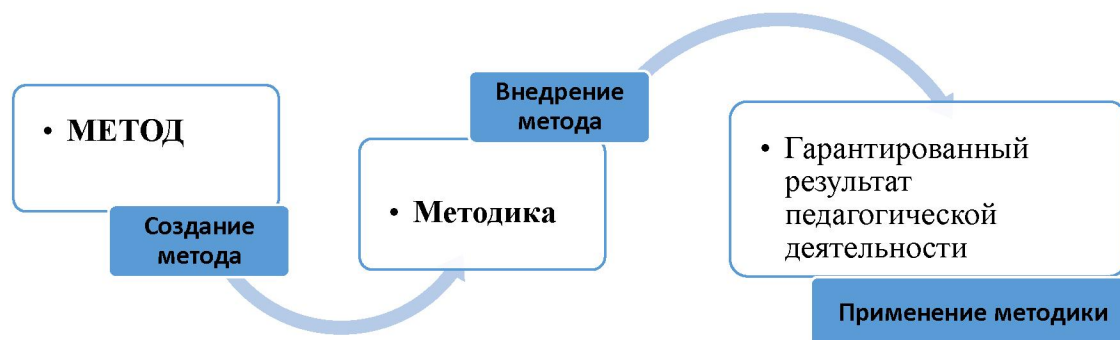 • МЕТОД
Создание
метода
• Методика
Внедрение
метода
• Гарантированный
результат
педагогической
деятельности
Применение методики